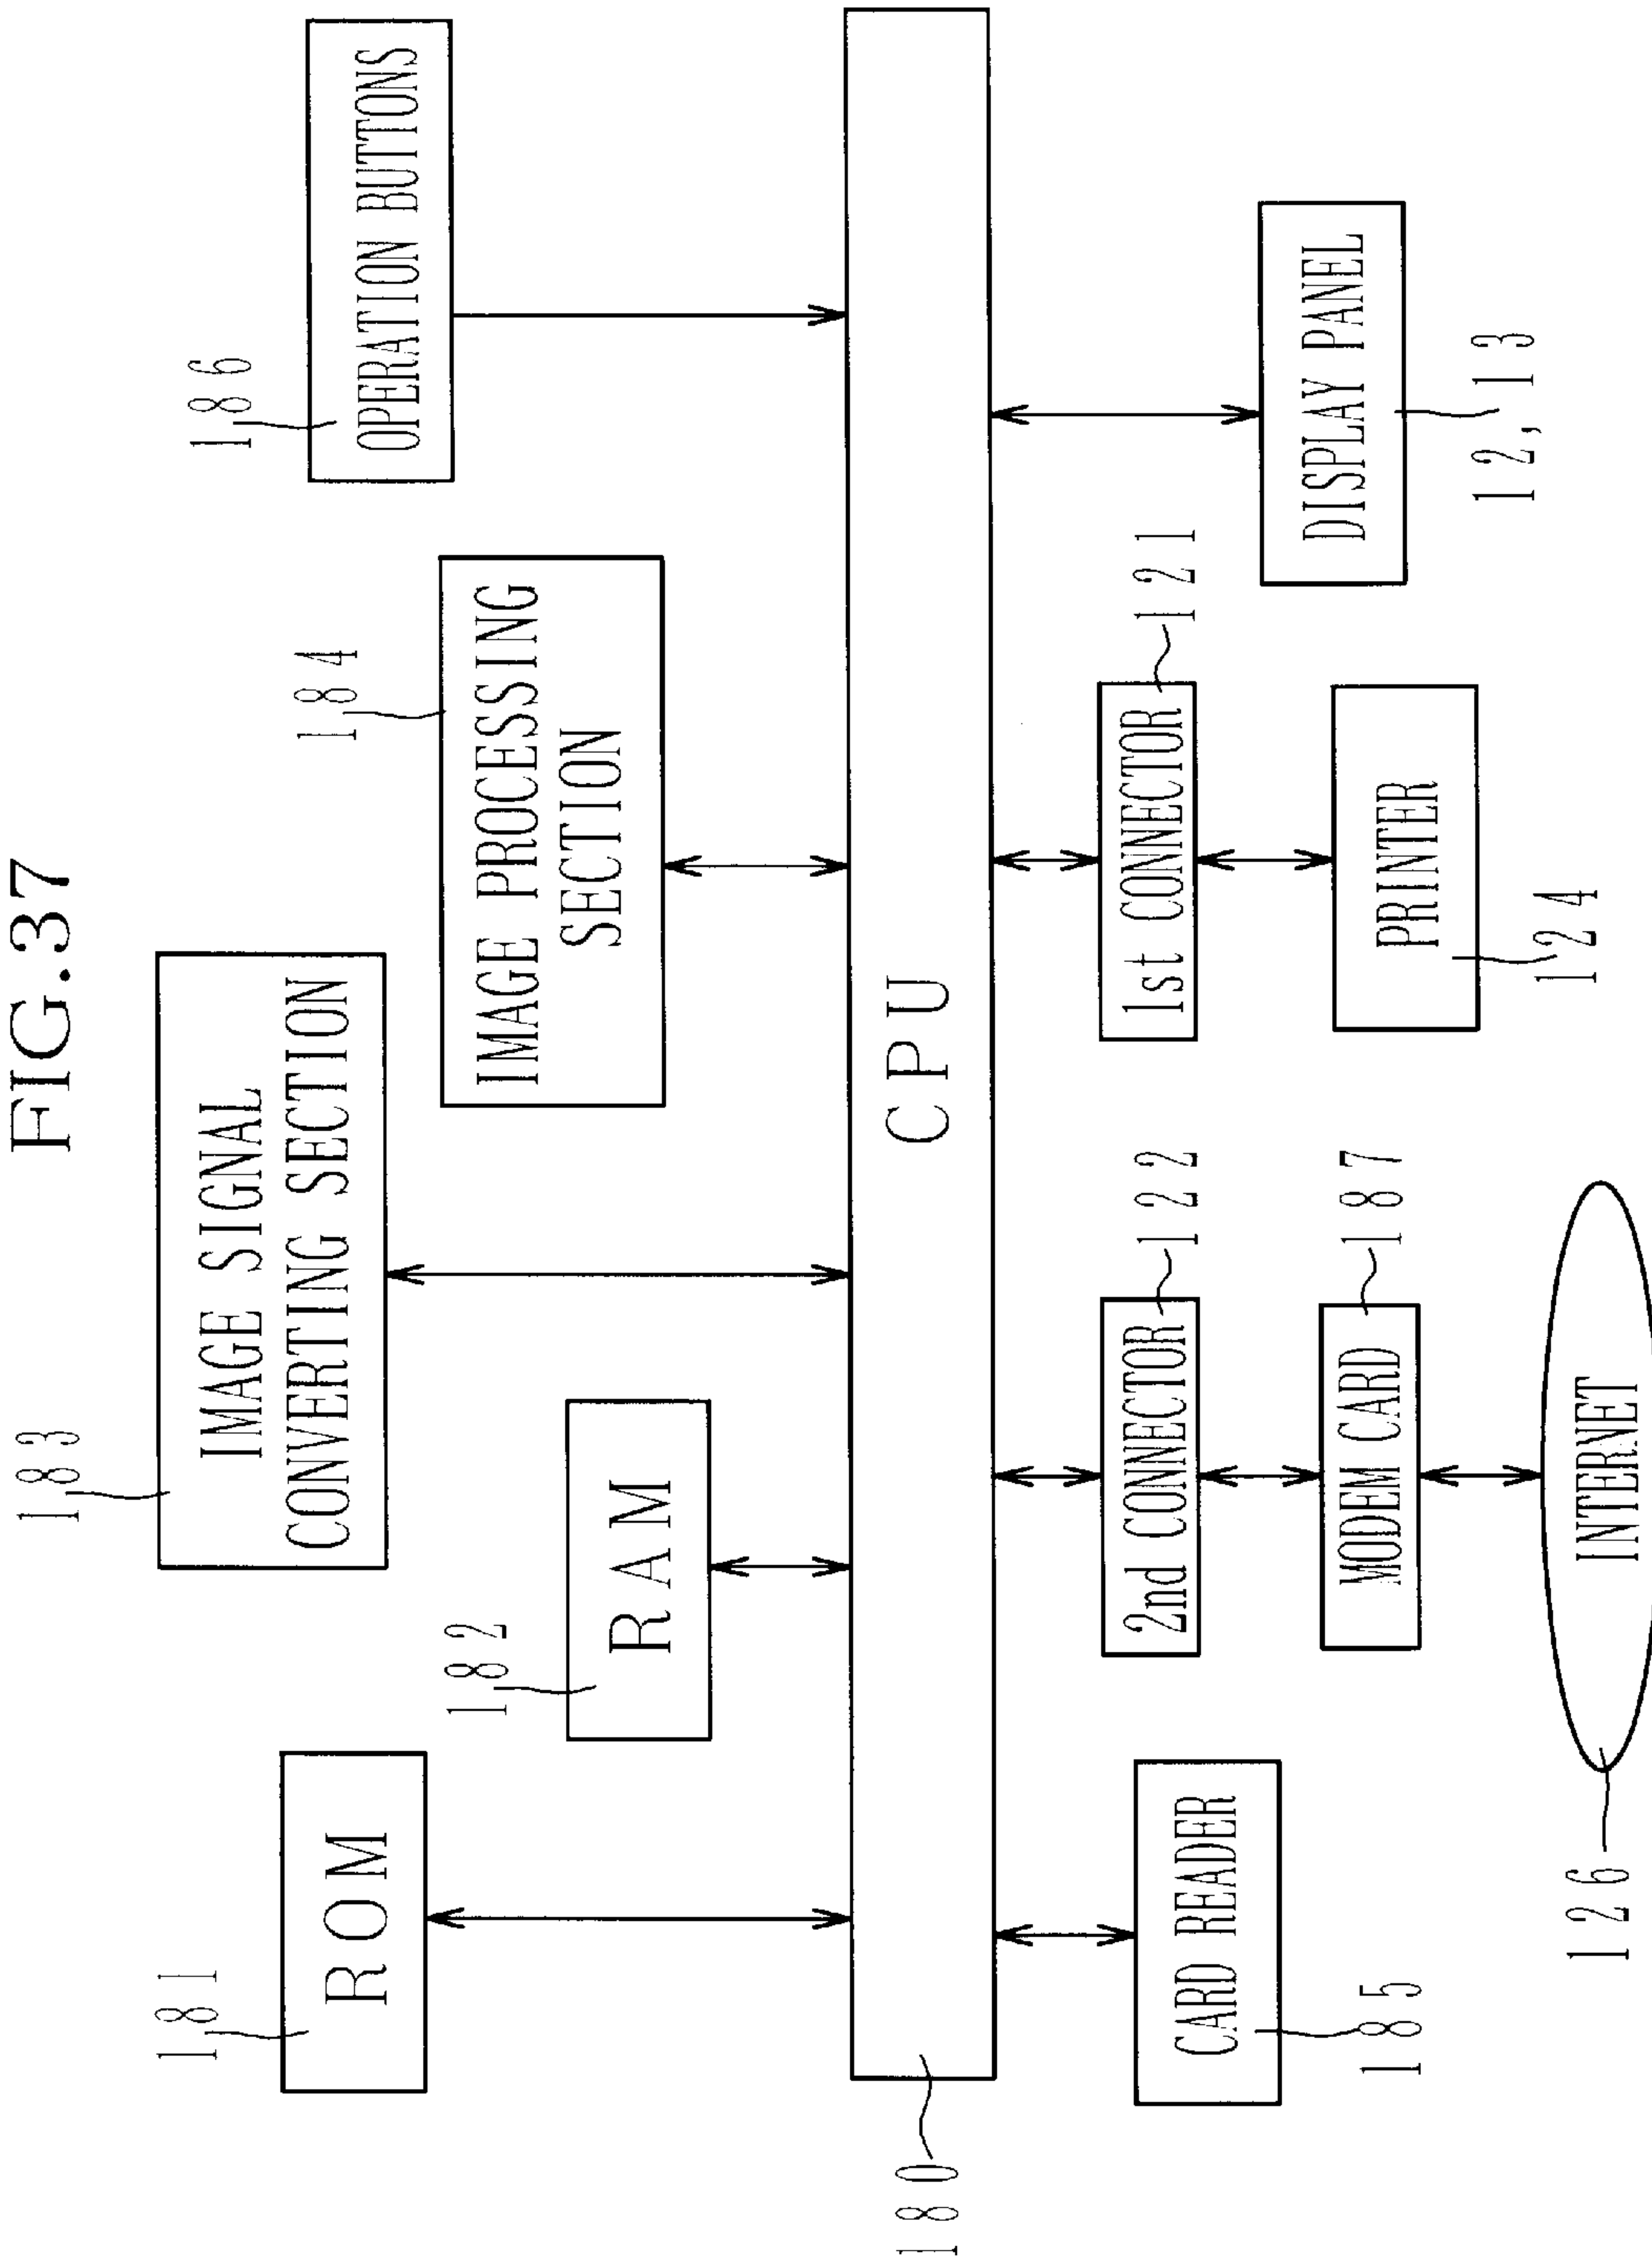 FIG.37
181
ROM
182
RAM
183
IMAGE SIGNAL
CONVERTING SECTION
184
IMAGE PROCESSING
SECTION
186
OPERATION BUTTONS
180
CPU
CARD READER
185
2nd CONNECTOR
122
MODEM CARD
187
INTERNET
126
1st CONNECTOR
121
PRINTER
124
DISPLAY PANEL
12, 13